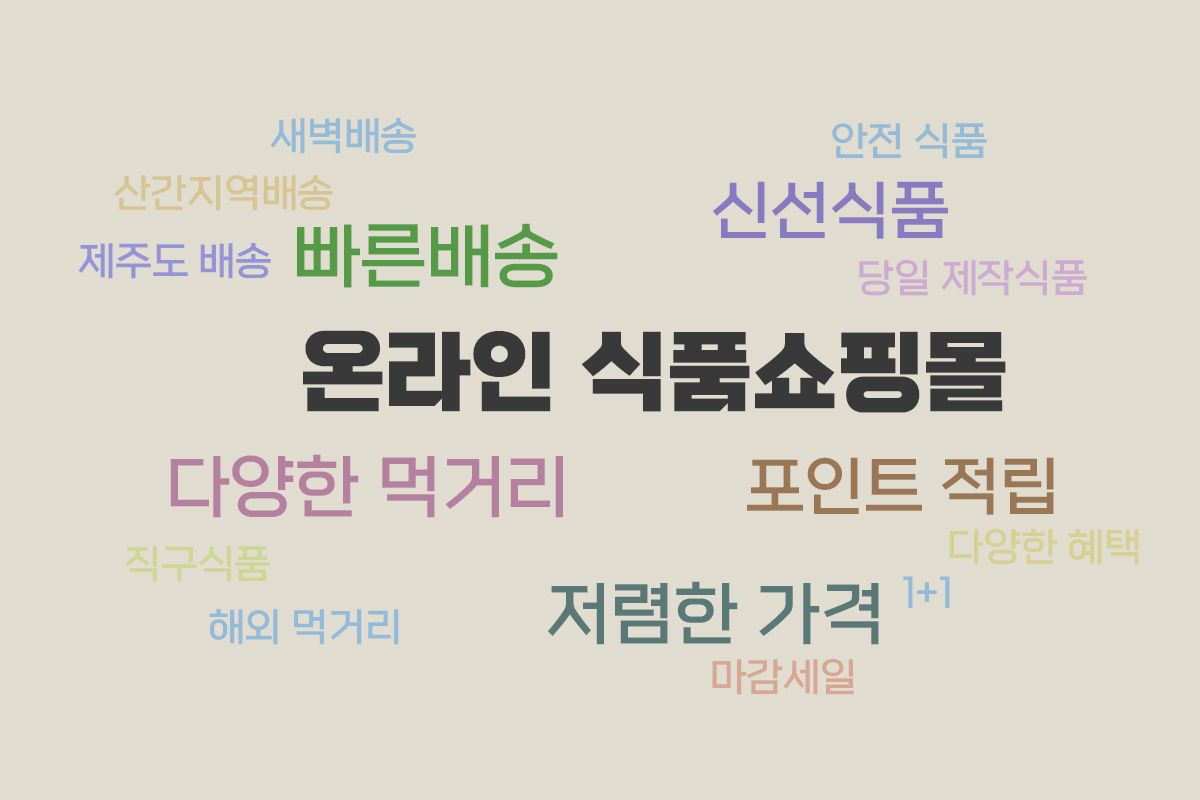 새벽배송
안전 식품
산간지역배송
신선식품
제주도 배송
빠른배송
당일 제작식품
온라인 식품쇼핑몰
다양한 먹거리
포인트 적립
다양한 혜택
직구식품
저렴한 가격
1+1
해외 먹거리
마감세일